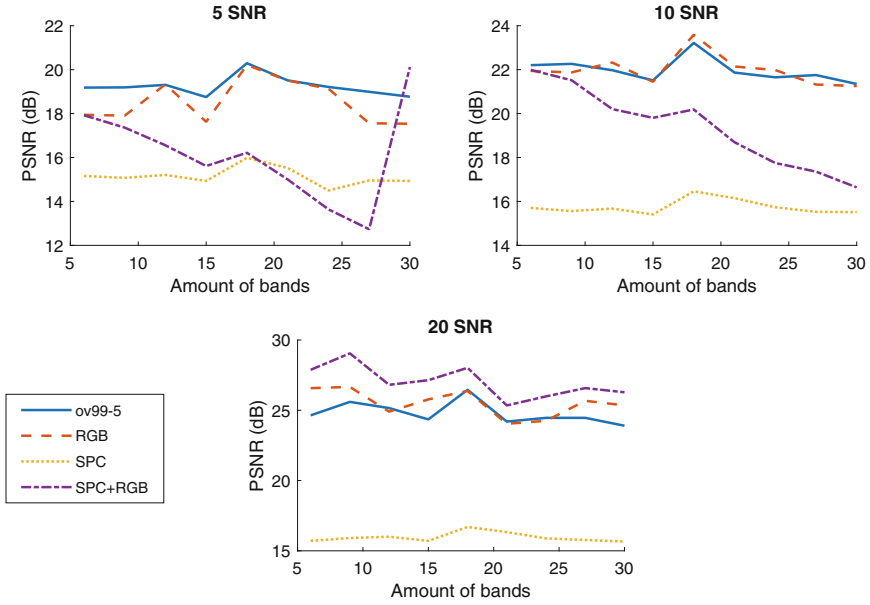 5 SNR
22
20
18
16
14
12
PSNR (dB)
5 10 15 20 25 30
Amount of bands
10 SNR
24
22
20
18
16
14
PSNR (dB)
5 10 15 20 25 30
Amount of bands
20 SNR
30
25
20
15
PSNR (dB)
5 10 15 20 25 30
Amount of bands
ov99-5
RGB
SPC
SPC+RGB